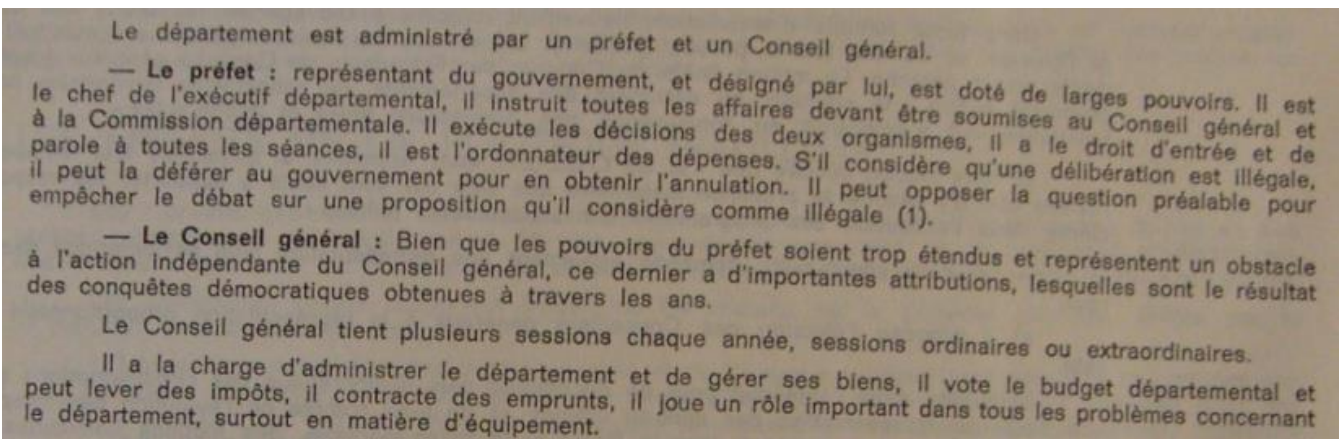 Le département est administré par un préfet et un Conseil général.
— Le préfet : représentant du gouvernement, et désigné par lui, est doté de larges pouvoirs. Il est
le chef de l'exécutif départemental, il instruit toutes les affaires devant être soumises au Conseil général et
à la Commission départementale. Il exécute les décisions des deux organismes, il a le droit d'entrée et de
parole à toutes les séances, il est l'ordonnateur des dépenses. S'il considère qu'une délibération est illégale,
il peut la déférer au gouvernement pour en obtenir l'annulation. Il peut opposer la question préalable pour
empêcher le débat sur une proposition qu'il considère comme illégale (1).
— Le Conseil général : Bien que les pouvoirs du préfet soient trop étendus et représentent un obstacle
à l'action indépendante du Conseil général, ce dernier a d'importantes attributions, lesquelles sont le résultat
des conquêtes démocratiques obtenues à travers les ans.
Le Conseil général tient plusieurs sessions chaque année, sessions ordinaires ou extraordinaires.
Il a la charge d'administrer le département et de gérer ses biens, il vote le budget départemental et
peut lever des impôts, il contracte des emprunts, il joue un rôle important dans tous les problèmes concernant
le département, surtout en matière d'équipement.